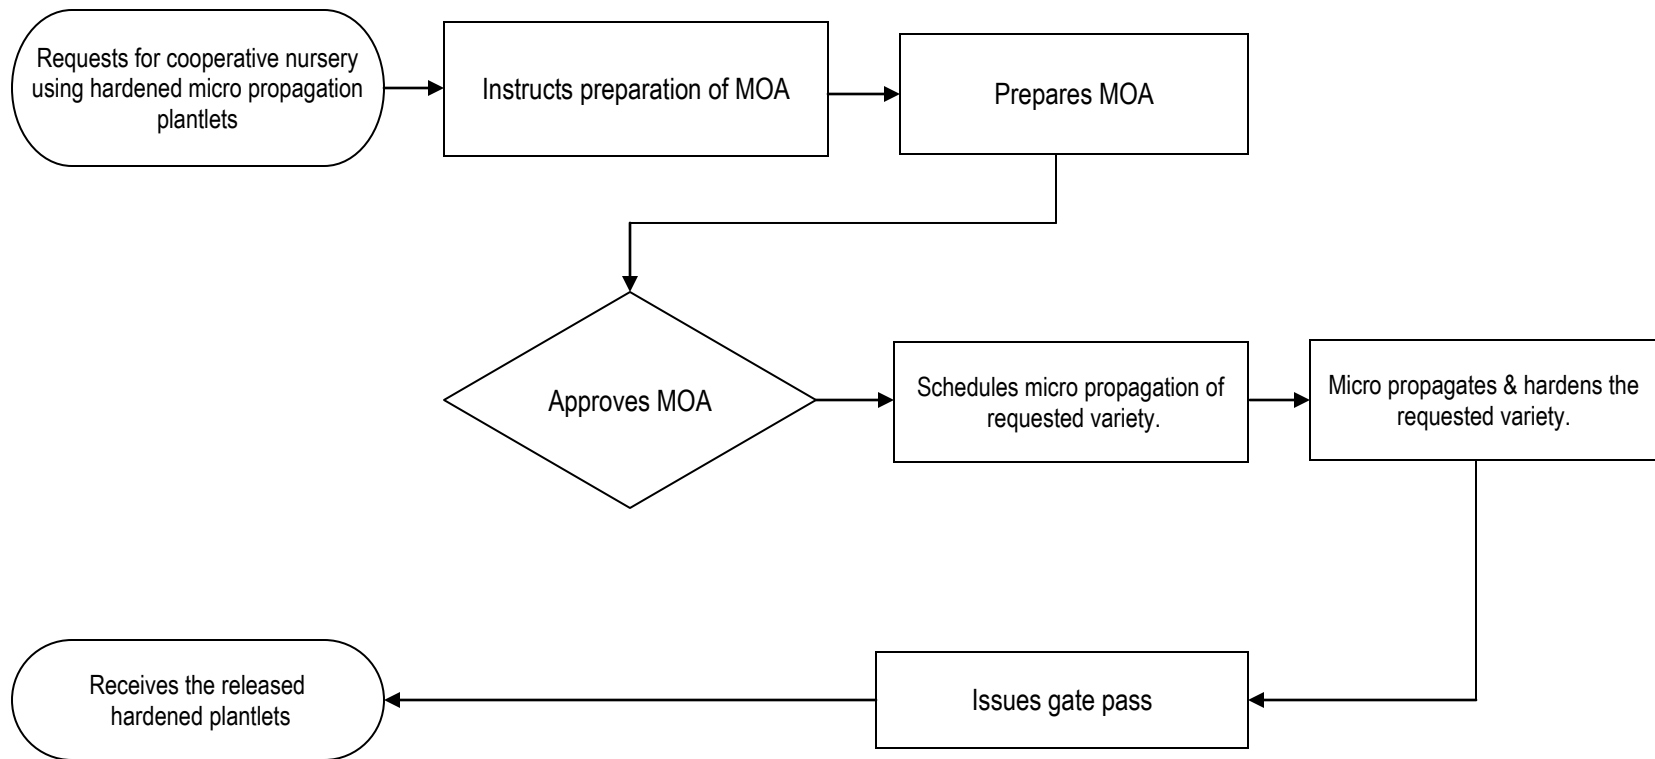 Requests for cooperative nursery
using hardened micro propagation
plantlets
Instructs preparation of MOA
Prepares MOA
Approves MOA
Schedules micro propagation of
requested variety.
Micro propagates & hardens the
requested variety.
Issues gate pass
Receives the released
hardened plantlets